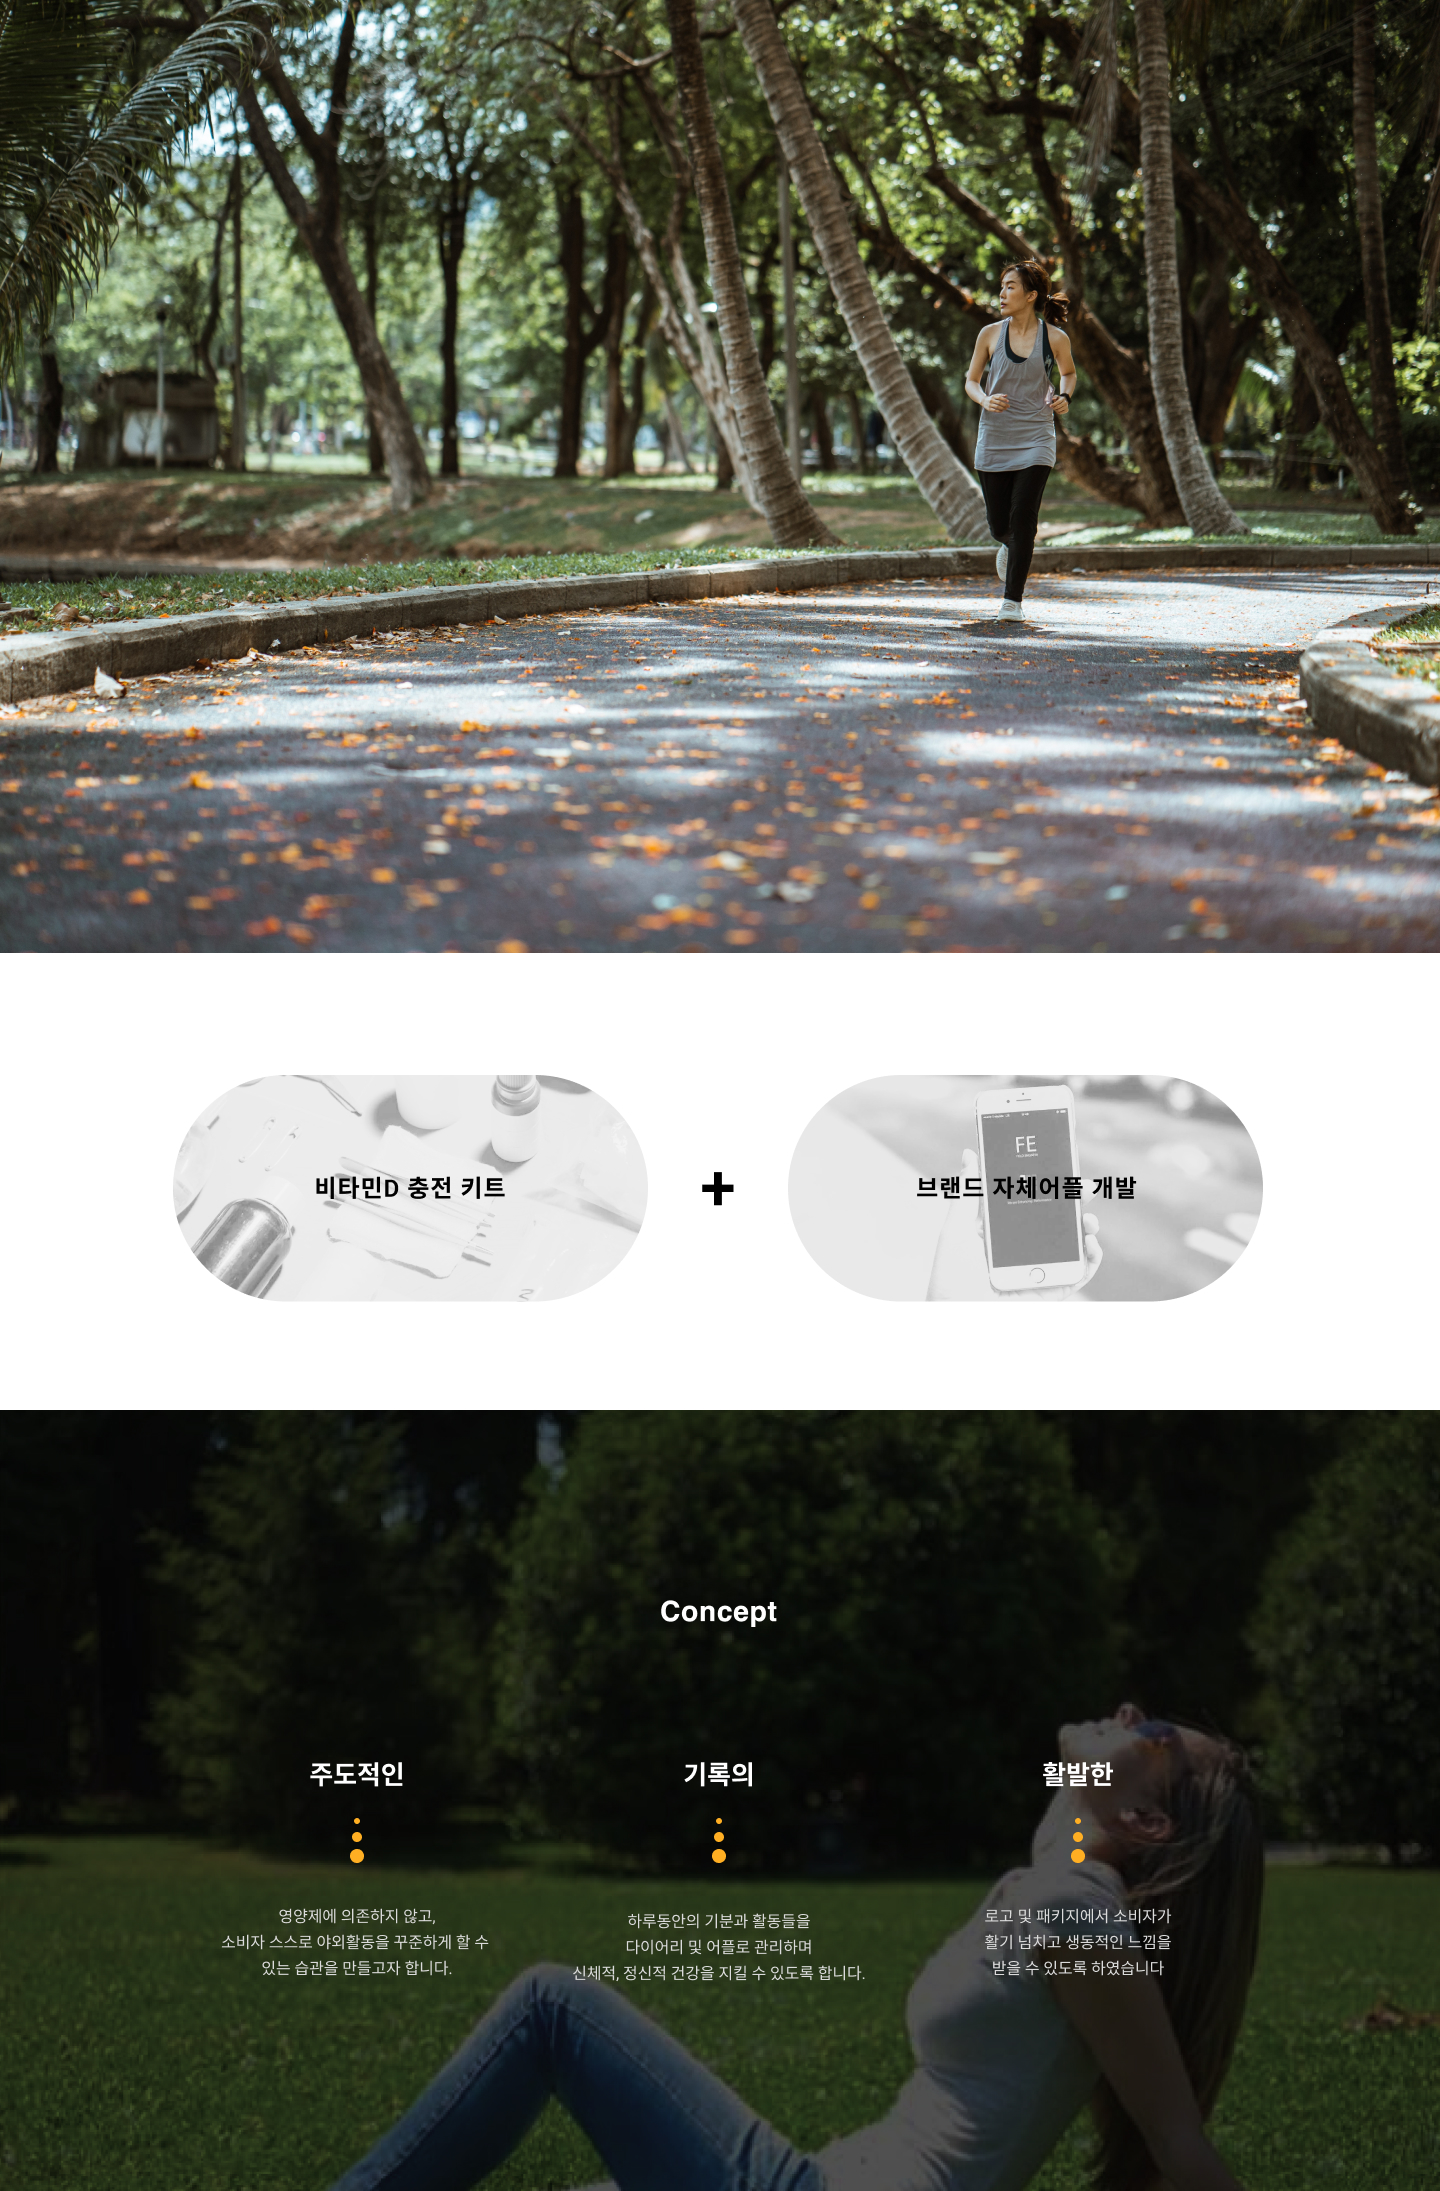 비타민D 충전 키트
+
브랜드 자체어플 개발
FE
Concept
주도적인
영양제에 의존하지 않고,
소비자 스스로 야외활동을 꾸준하게 할 수
있는 습관을 만들고자 합니다.
기록의
하루동안의 기분과 활동들을
다이어리 및 어플로 관리하며
신체적, 정신적 건강을 지킬 수 있도록 합니다.
활발한
로고 및 패키지에서 소비자가
활기 넘치고 생동적인 느낌을
받을 수 있도록 하였습니다